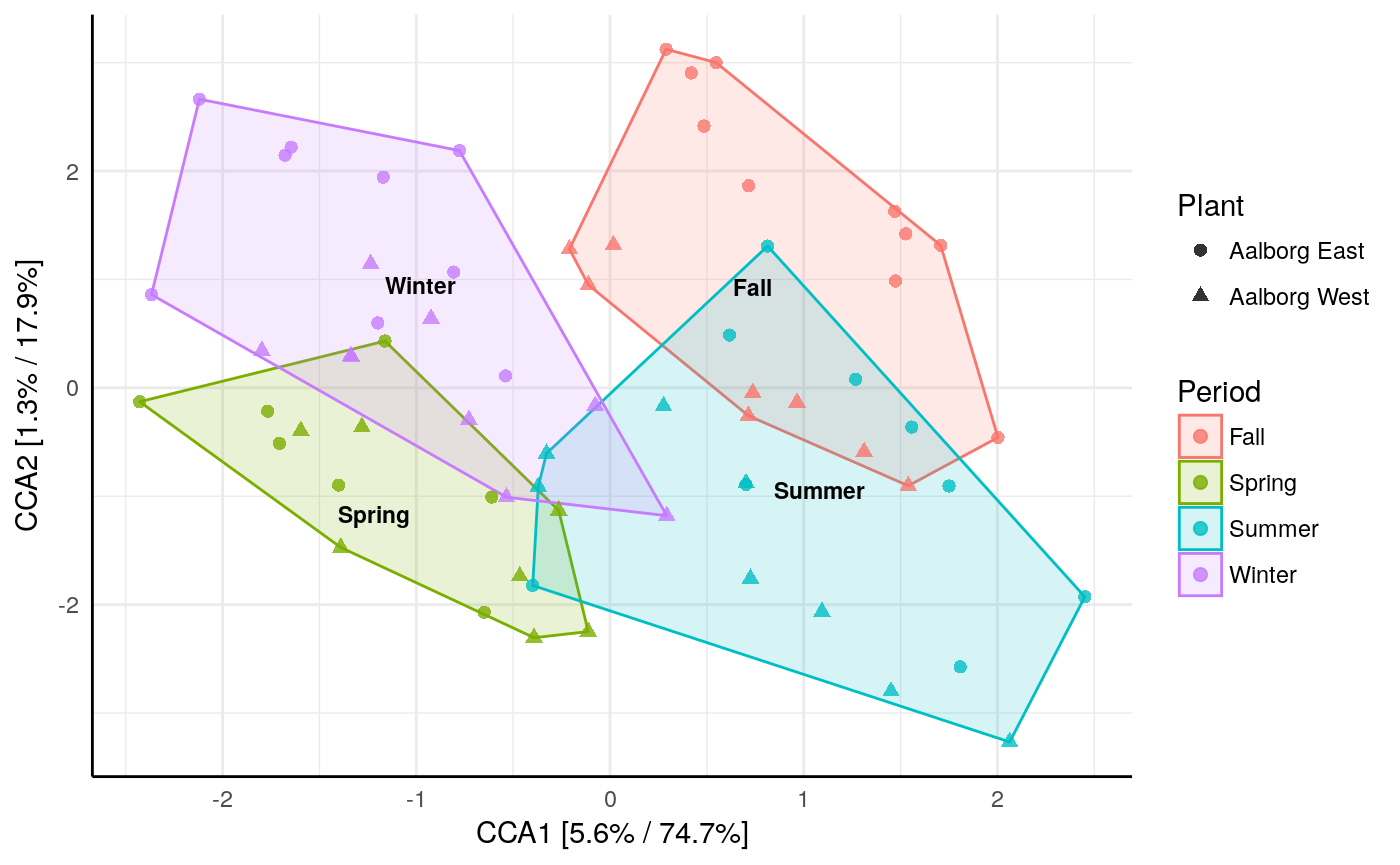 CCA2 [1.3% / 17.9%]
2
0
-2
Winter
Fall
Spring
Summer
-2
-1
0
1
2
CCA1 [5.6% / 74.7%]
Plant
Aalborg East
Aalborg West
Period
Fall
Spring
Summer
Winter